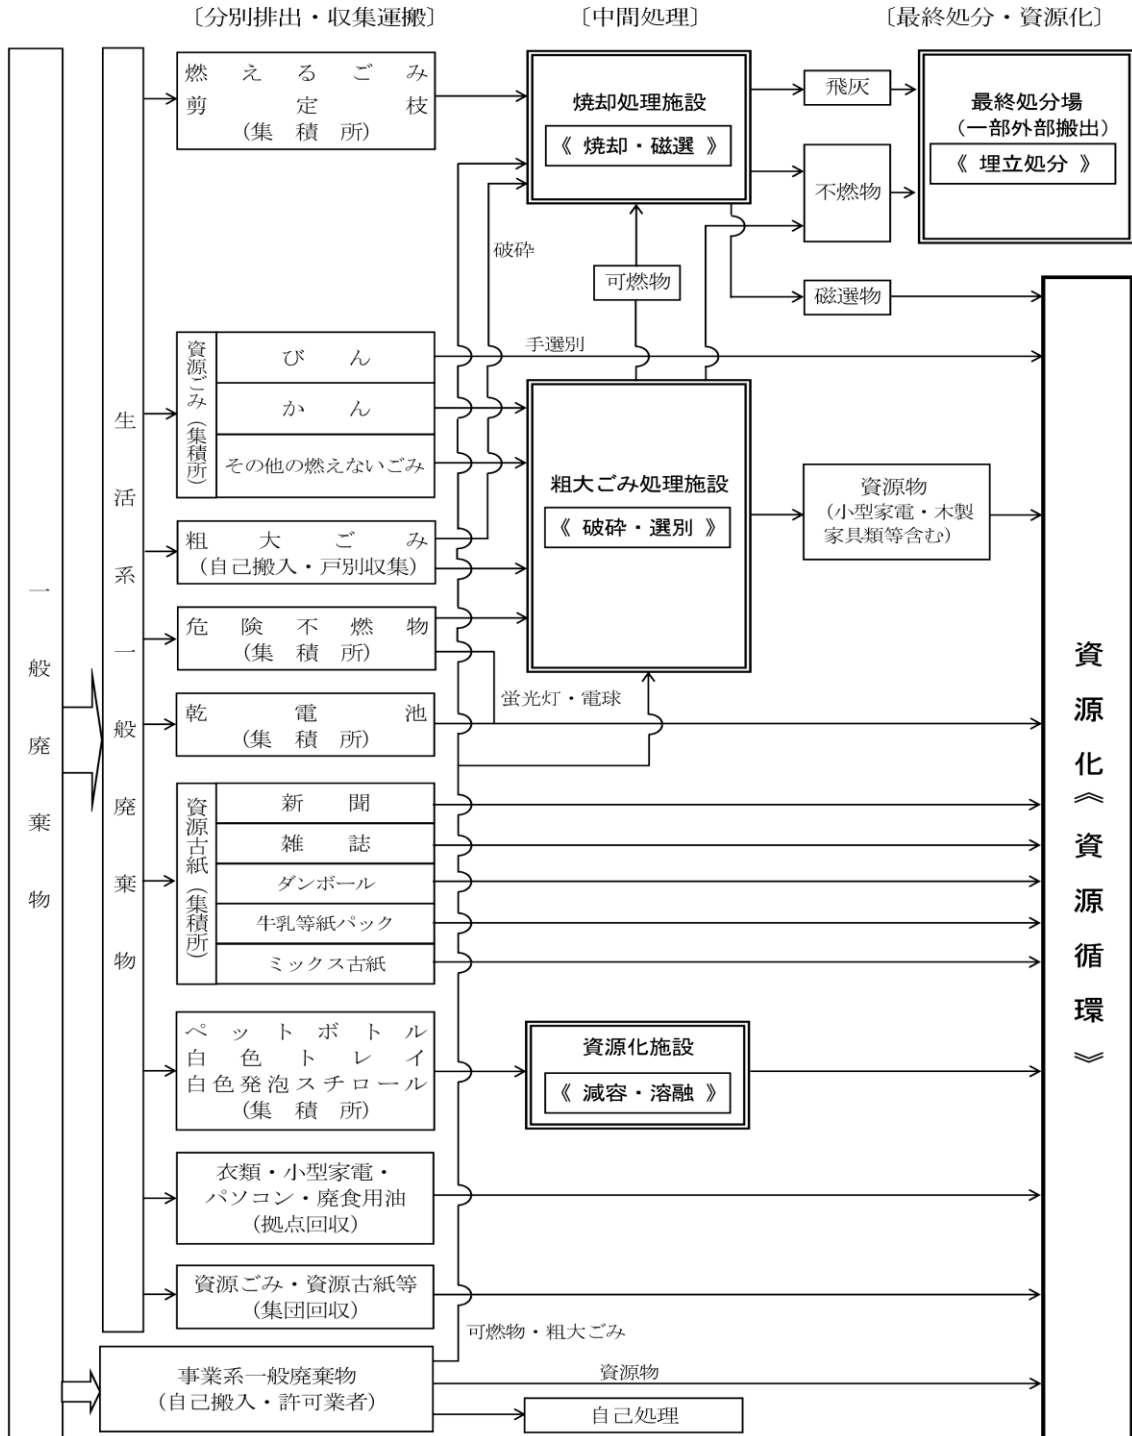 〔分別排出・収集運搬〕
〔中間処理〕
〔最終処分・資源化〕
一般廃棄物
生活系一般廃棄物
燃えるごみ
剪定枝
(集積所)
焼却処理施設
《 焼却・磁選 》
飛灰
不燃物
最終処分場
(一部外部搬出)
《 埋立処分 》
破砕
可燃物
磁選物
資源ごみ(集積所)
びん
かん
その他の燃えないごみ
手選別
粗大ごみ処理施設
《 破砕・選別 》
資源物
(小型家電・木製
家具類等含む)
粗大ごみ
(自己搬入・戸別収集)
危険不燃物
(集積所)
蛍光灯・電球
乾電池
(集積所)
資源古紙(集積所)
新聞
雑誌
ダンボール
牛乳等紙パック
ミックス古紙
ペットボトル
白色トレイ
白色発泡スチロール
(集積所)
資源化施設
《 減容・溶融 》
衣類・小型家電・
パソコン・廃食用油
(拠点回収)
資源ごみ・資源古紙等
(集団回収)
可燃物・粗大ごみ
事業系一般廃棄物
(自己搬入・許可業者)
資源物
自己処理
資源化《資源循環》